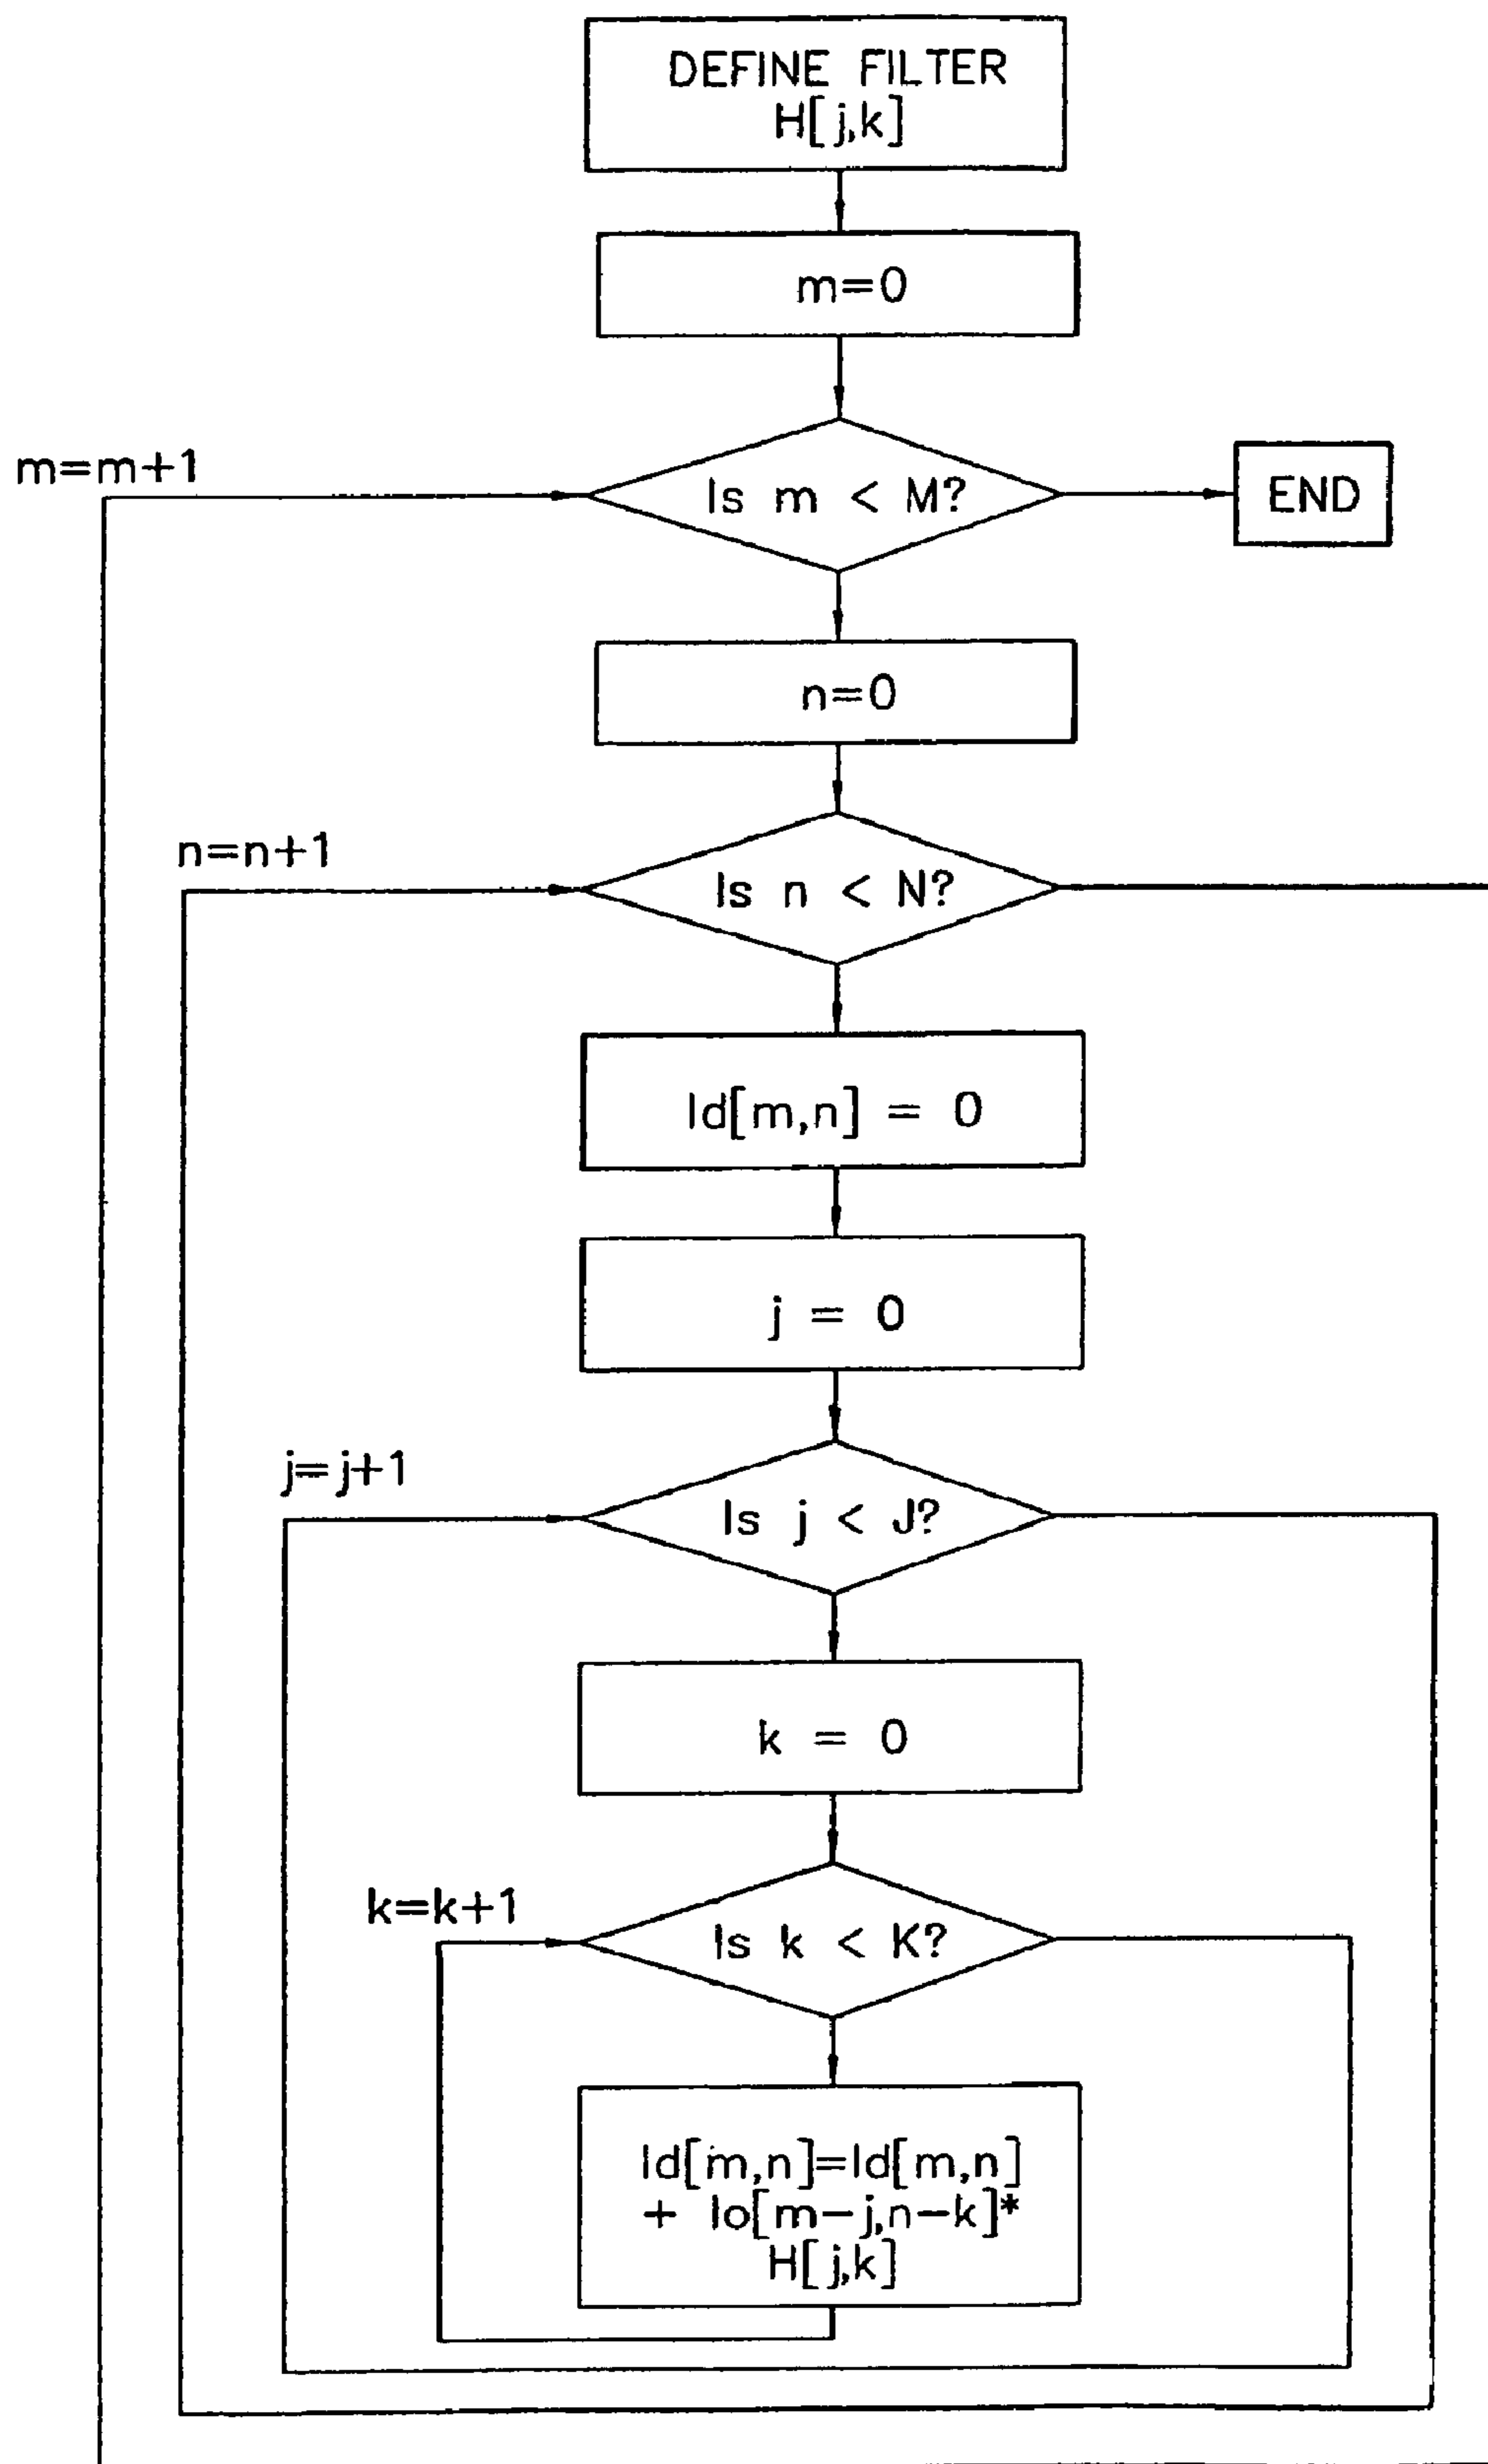 DEFINE FILTER
H[j,k]
m=0
m=m+1
Is m < M?
END
n=0
n=n+1
Is n < N?
Id[m,n] = 0
j = 0
j=j+1
Is j < J?
k = 0
k=k+1
Is k < K?
Id[m,n]=Id[m,n]
+ Io[m-j,n-k]*
H[j,k]